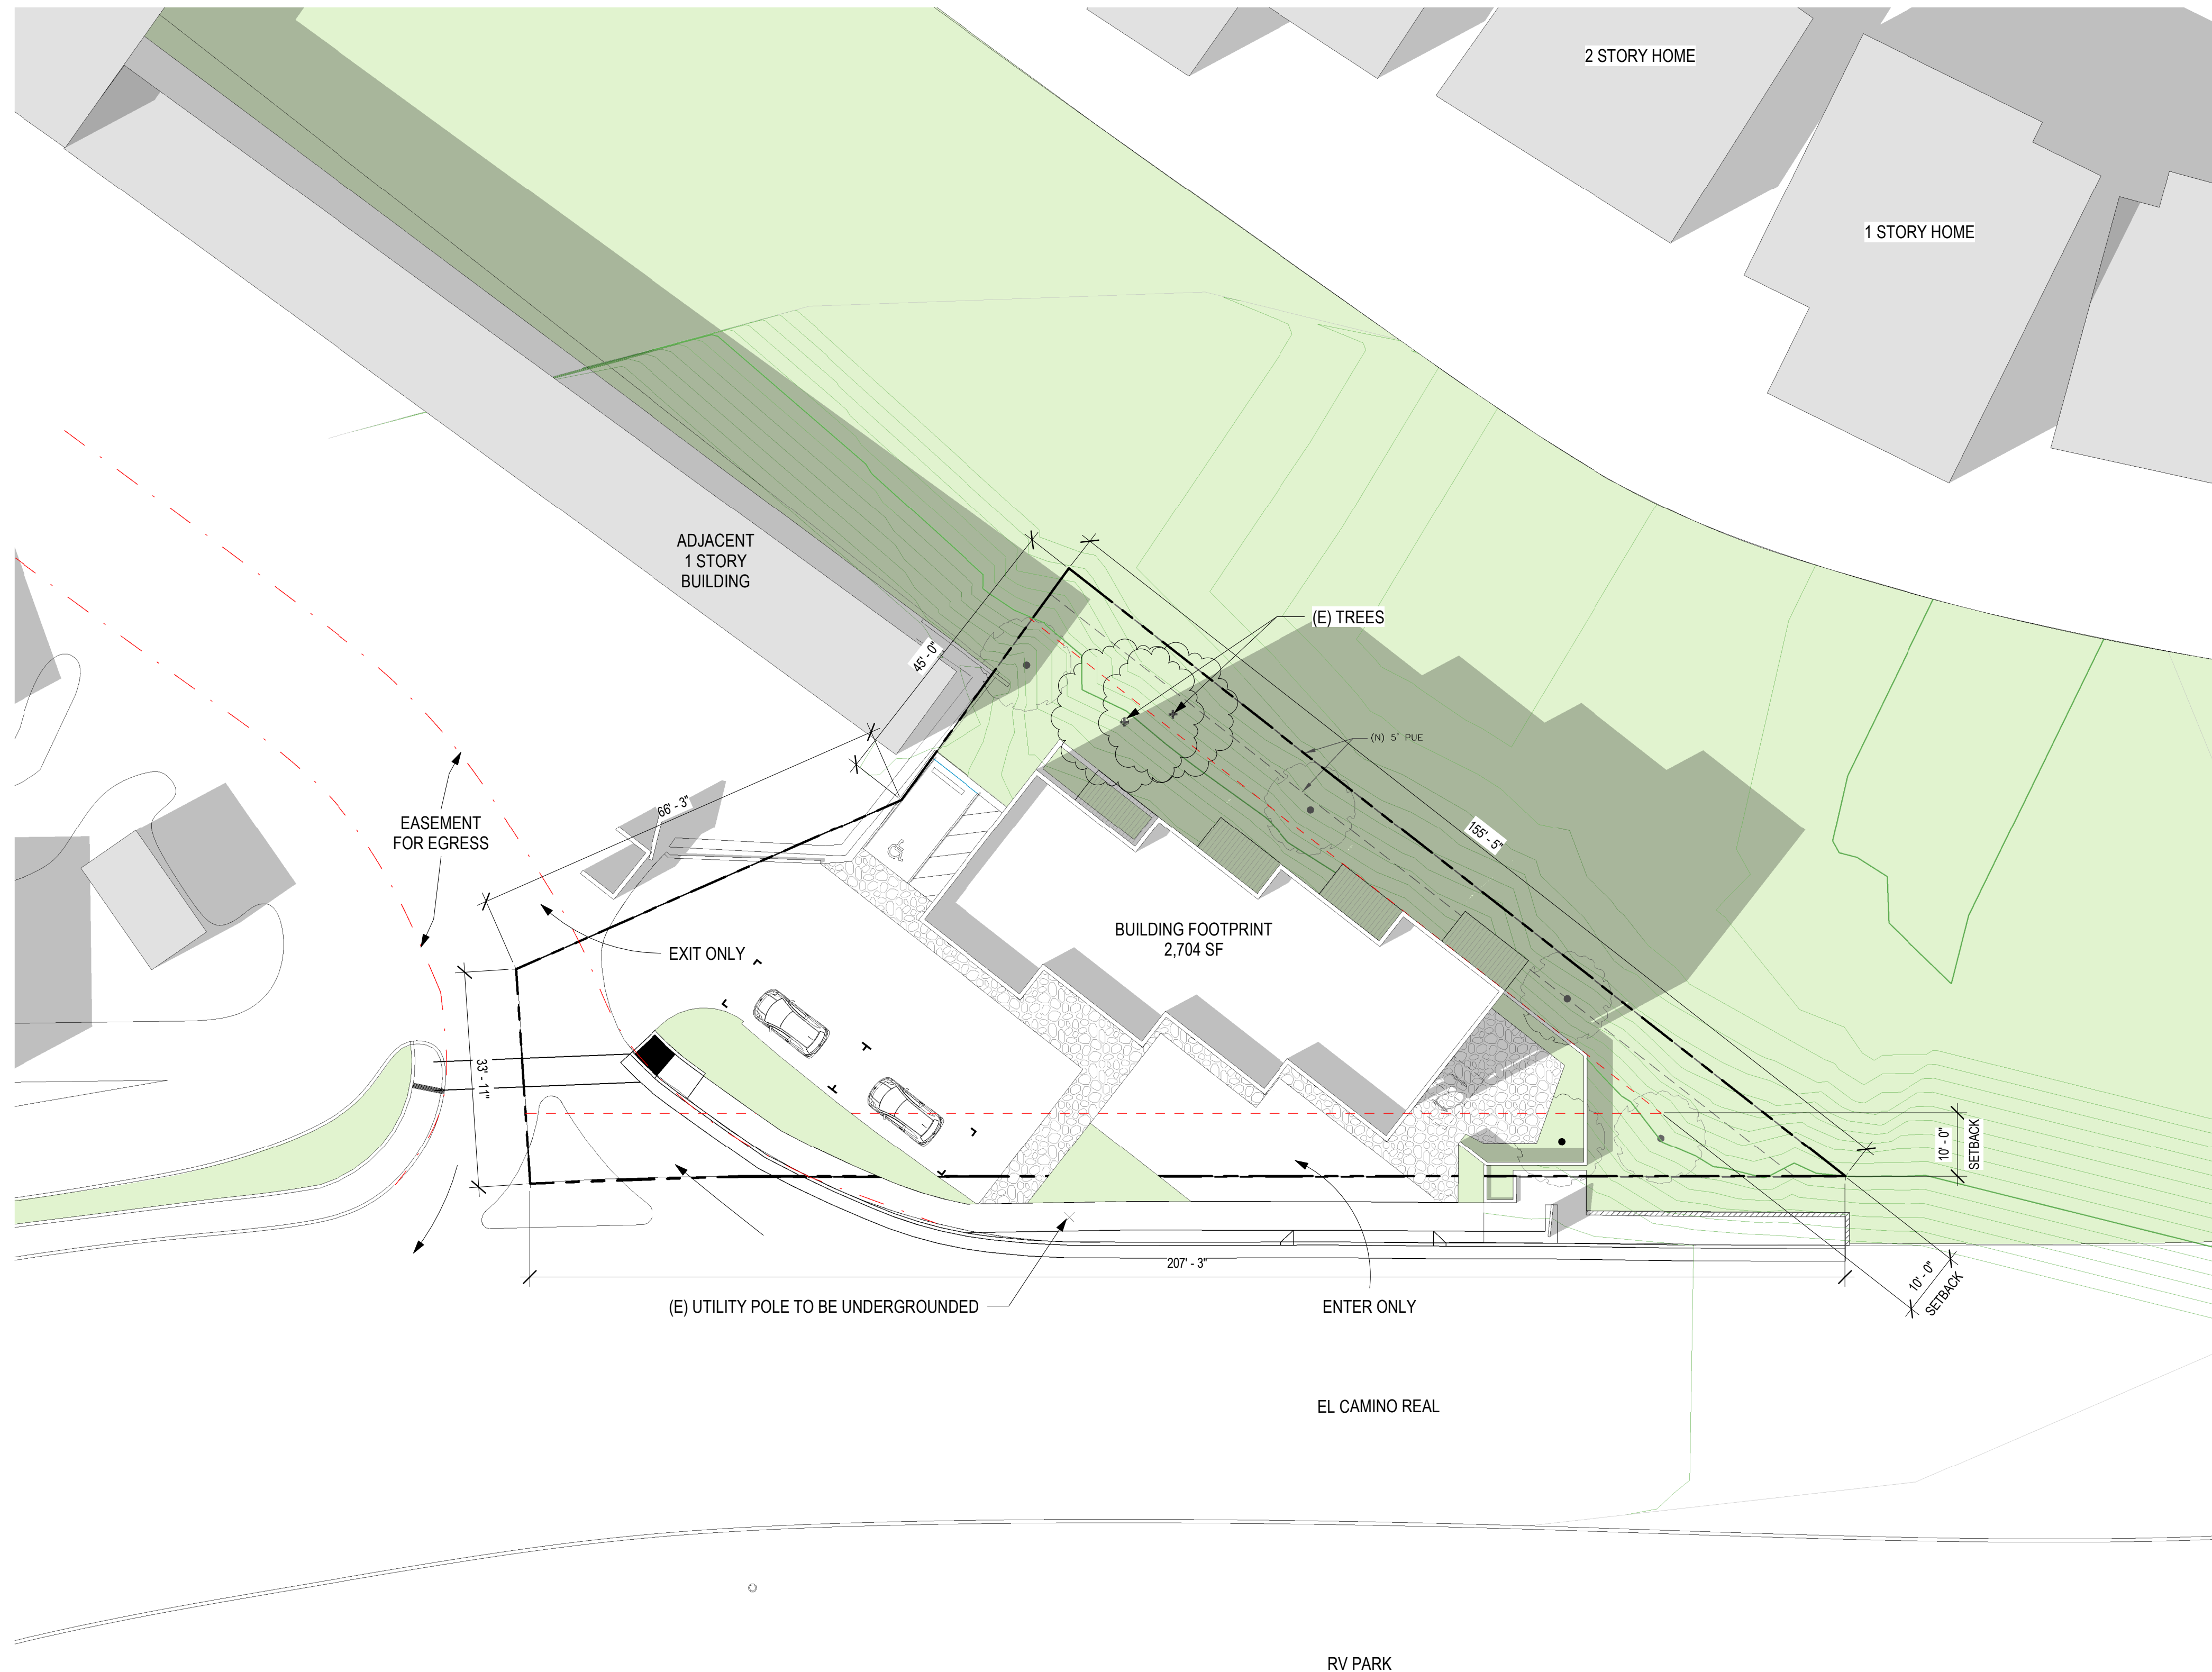 2 STORY HOME
1 STORY HOME
ADJACENT
1 STORY
BUILDING
(E) TREES
45' - 0"
(N) 5' PUE
66' - 3"
155' - 5"
EASEMENT
FOR EGRESS
BUILDING FOOTPRINT
2,704 SF
EXIT ONLY
33' - 11"
10' - 0"
SETBACK
207' - 3"
10' - 0"
SETBACK
(E) UTILITY POLE TO BE UNDERGROUNDED
ENTER ONLY
EL CAMINO REAL
RV PARK